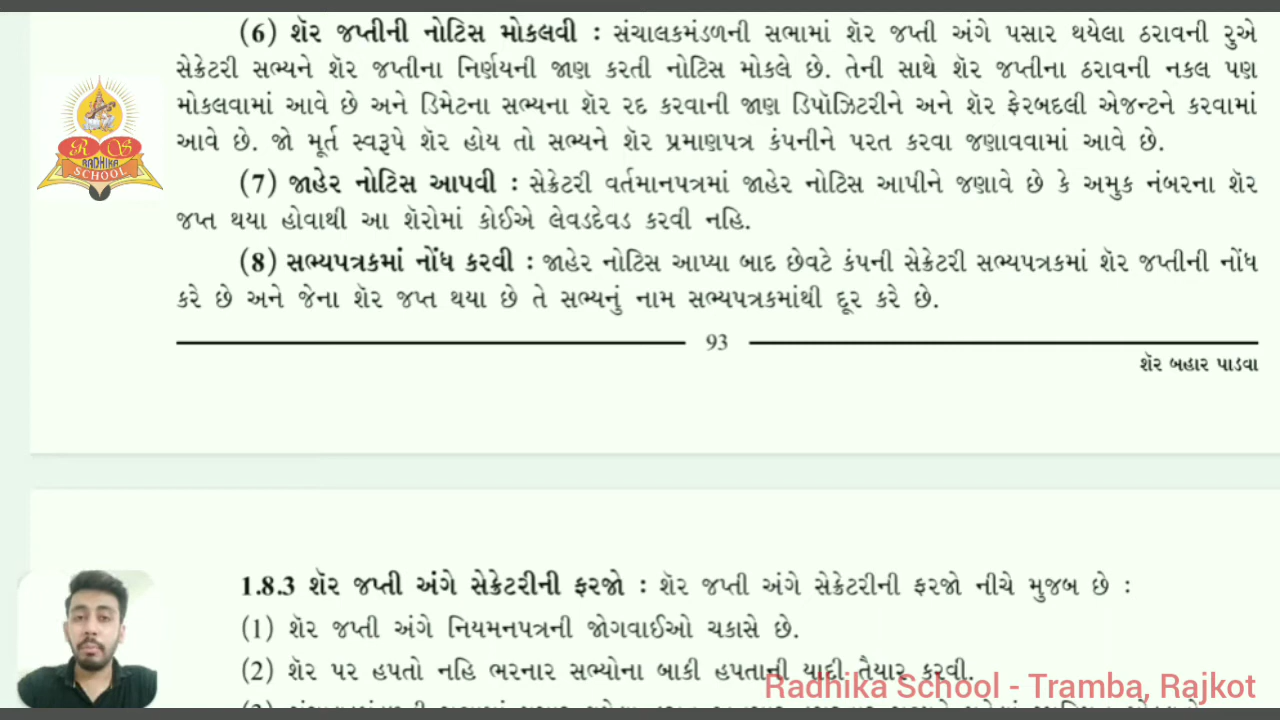 (6) શૅર જપ્તીની નોટિસ મોકલવી : સંચાલકમંડળની સભામાં શૅર જપ્તી અંગે પસાર થયેલા ઠરાવની રુએ
સેક્રેટરી સભ્યને શૅર જપ્તીના નિર્ણયની જાણ કરતી નોટિસ મોકલે છે. તેની સાથે શૅર જપ્તીના ઠરાવની નકલ પણ
મોકલવામાં આવે છે અને ડિમેટના સભ્યના શૅર રદ કરવાની જાણ ડિપૉઝિટરીને અને શૅર ફેરબદલી એજન્ટને કરવામાં
આવે છે. જો મૂર્ત સ્વરૂપે શૅર હોય તો સભ્યને શૅર પ્રમાણપત્ર કંપનીને પરત કરવા જણાવવામાં આવે છે.
(7) જાહેર નોટિસ આપવી : સેક્રેટરી વર્તમાનપત્રમાં જાહેર નોટિસ આપીને જણાવે છે કે અમુક નંબરના શૅર
જપ્ત થયા હોવાથી આ શૅરોમાં કોઈએ લેવડદેવડ કરવી નહિ.
(8) સભ્યપત્રકમાં નોંધ કરવી : જાહેર નોટિસ આપ્યા બાદ છેવટે કંપની સેક્રેટરી સભ્યપત્રકમાં શૅર જપ્તીની નોંધ
કરે છે અને જેના શૅર જપ્ત થયા છે તે સભ્યનું નામ સભ્યપત્રકમાંથી દૂર કરે છે.
93
શૅર બહાર પાડવા
R S
RADHIKA
SCHOOL
1.8.3 શૅર જપ્તી અંગે સેક્રેટરીની ફરજો : શૅર જપ્તી અંગે સેક્રેટરીની ફરજો નીચે મુજબ છે :
(1) શૅર જપ્તી અંગે નિયમનપત્રની જોગવાઈઓ ચકાસે છે.
(2) શૅર પર હપતો નહિ ભરનાર સભ્યોના બાકી હપતાની યાદી તૈયાર કરવી.
Radhika School - Tramba, Rajkot